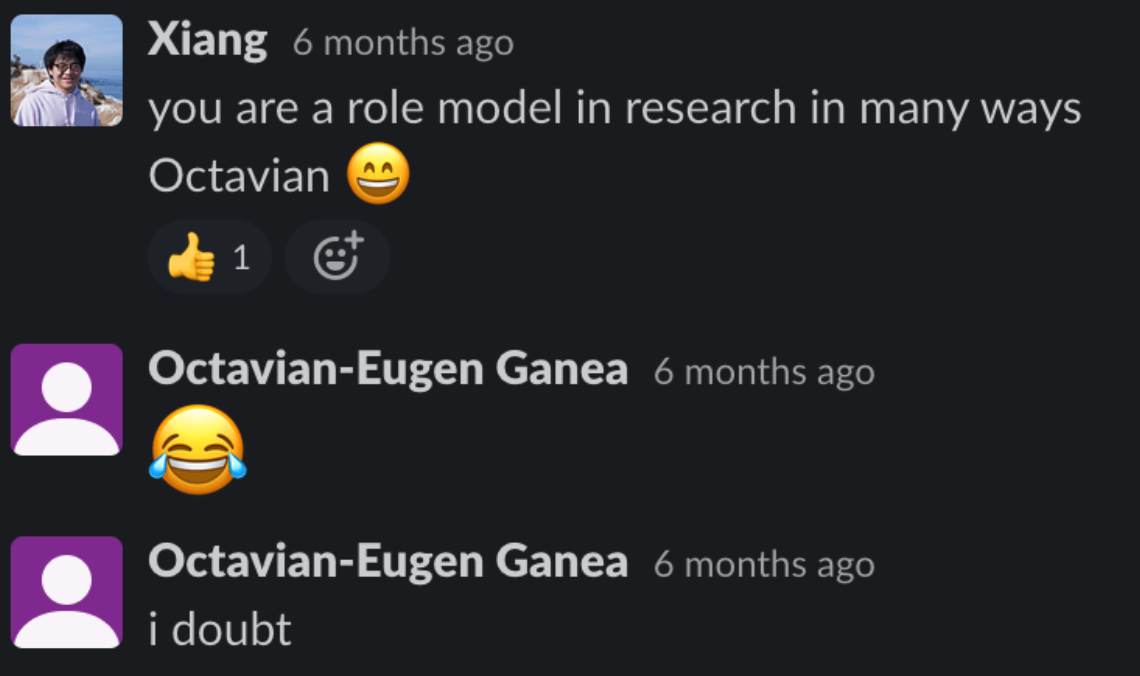 Xiang 6 months ago
you are a role model in research in many ways
Octavian 😄
👍 1
Octavian-Eugen Ganea 6 months ago
😂
Octavian-Eugen Ganea 6 months ago
i doubt